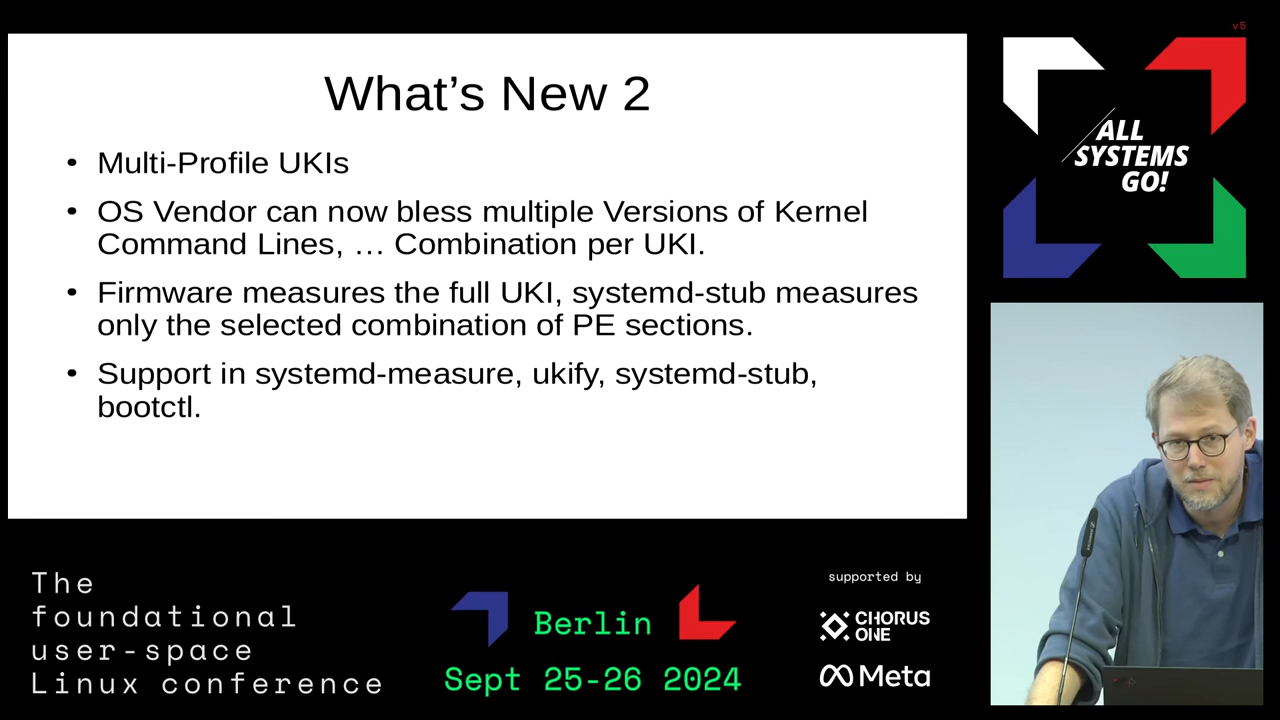 What's New 2
• Multi-Profile UKIs
• OS Vendor can now bless multiple Versions of Kernel
Command Lines, … Combination per UKI.
• Firmware measures the full UKI, systemd-stub measures
only the selected combination of PE sections.
• Support in systemd-measure, ukify, systemd-stub,
bootctl.
v5
ALL
SYSTEMS
GO!
The
foundational
user-space
Linux conference
Berlin
Sept 25-26 2024
supported by
CHORUS
ONE
Meta